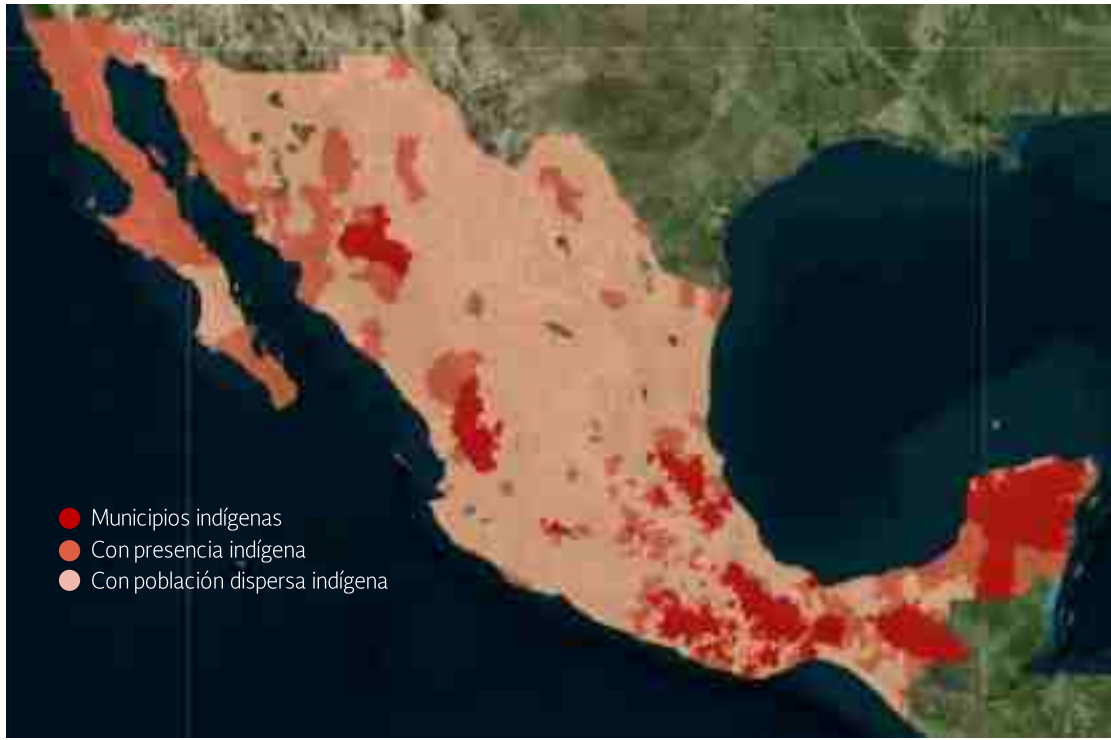 Municipios indígenas
Con presencia indígena
Con población dispersa indígena